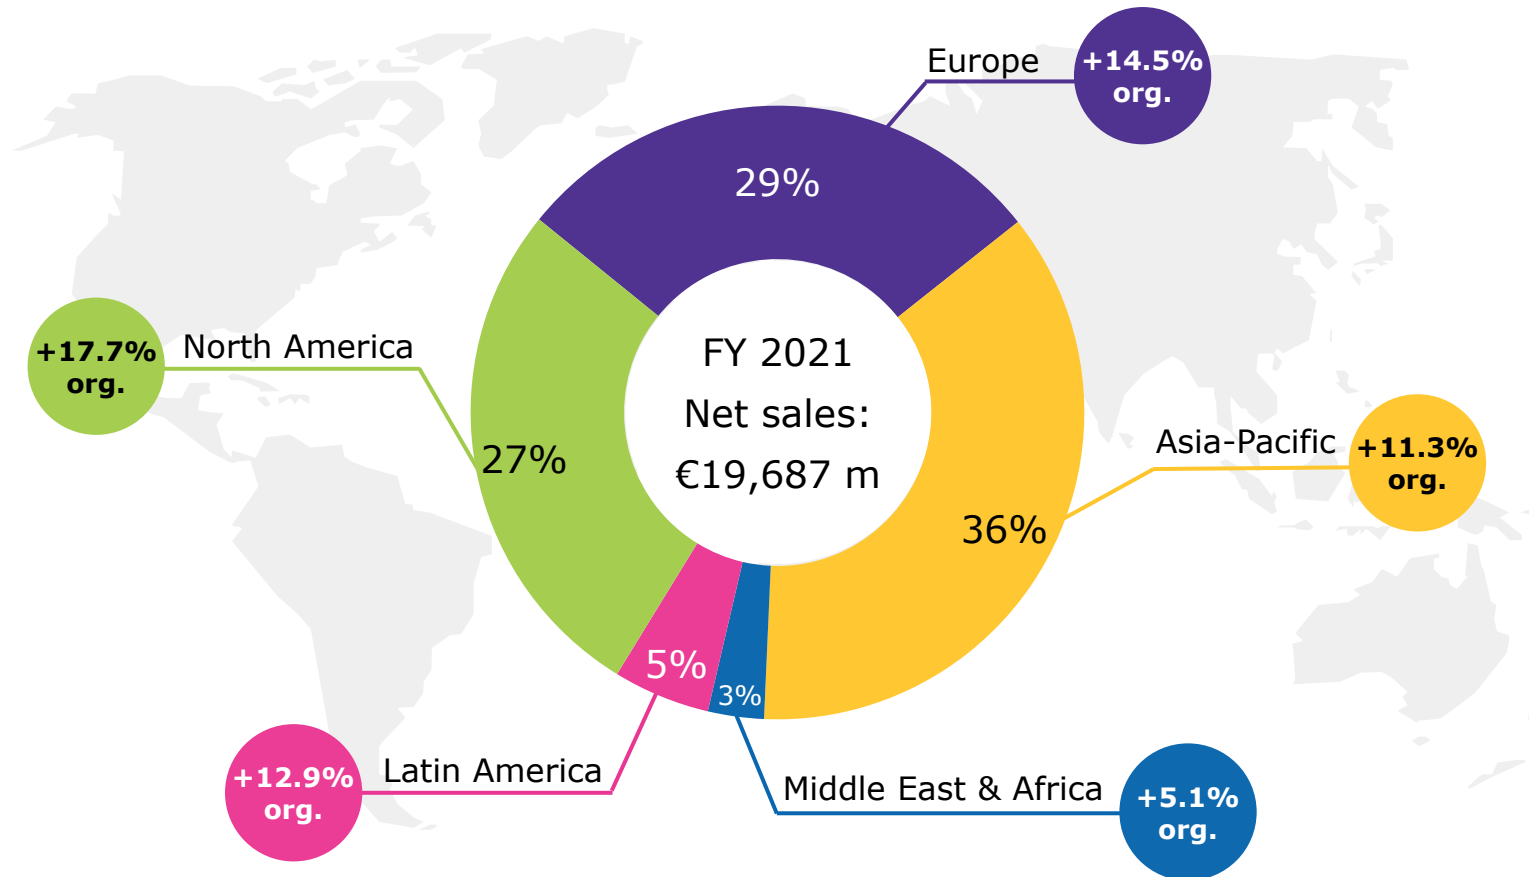 Europe
+14.5%
org.
29%
+17.7%
org.
North America
27%
FY 2021
Net sales:
€19,687 m
Asia-Pacific
+11.3%
org.
36%
5%
3%
+12.9%
org.
Latin America
Middle East & Africa
+5.1%
org.